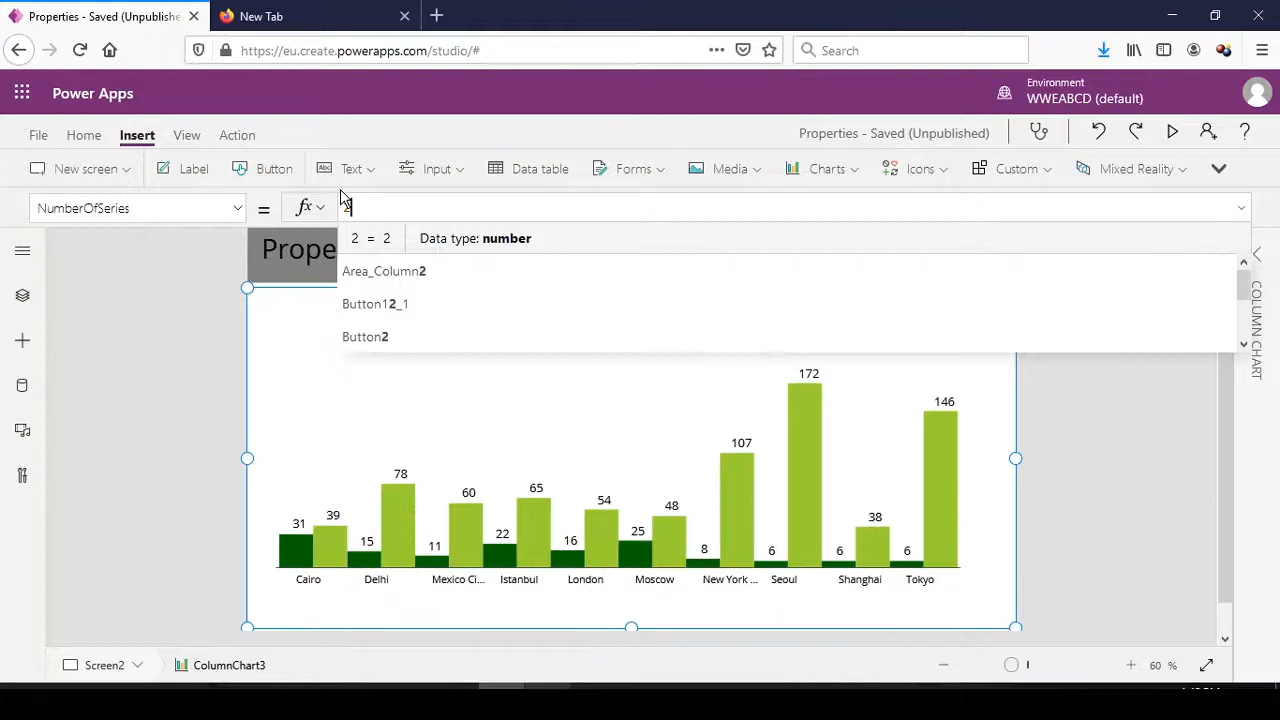 Properties - Saved (Unpublishe
New Tab
https://eu.create.powerapps.com/studio/#
Search
Power Apps
Environment
WWEABCD (default)
File Home Insert View Action
Properties - Saved (Unpublished)
New screen Label Button Text Input Data table Forms Media Charts Icons Custom Mixed Reality
NumberOfSeries = fx 2
2 = 2 Data type: number
Prope
Area_Column2
Button12_1
Button2
COLUMN CHART
172
146
107
78
60 65
54
48
31 39
15 11 22 16 25 8 6 6 38 6
Cairo Delhi Mexico Ci... Istanbul London Moscow New York ... Seoul Shanghai Tokyo
Screen2 ColumnChart3
60 %